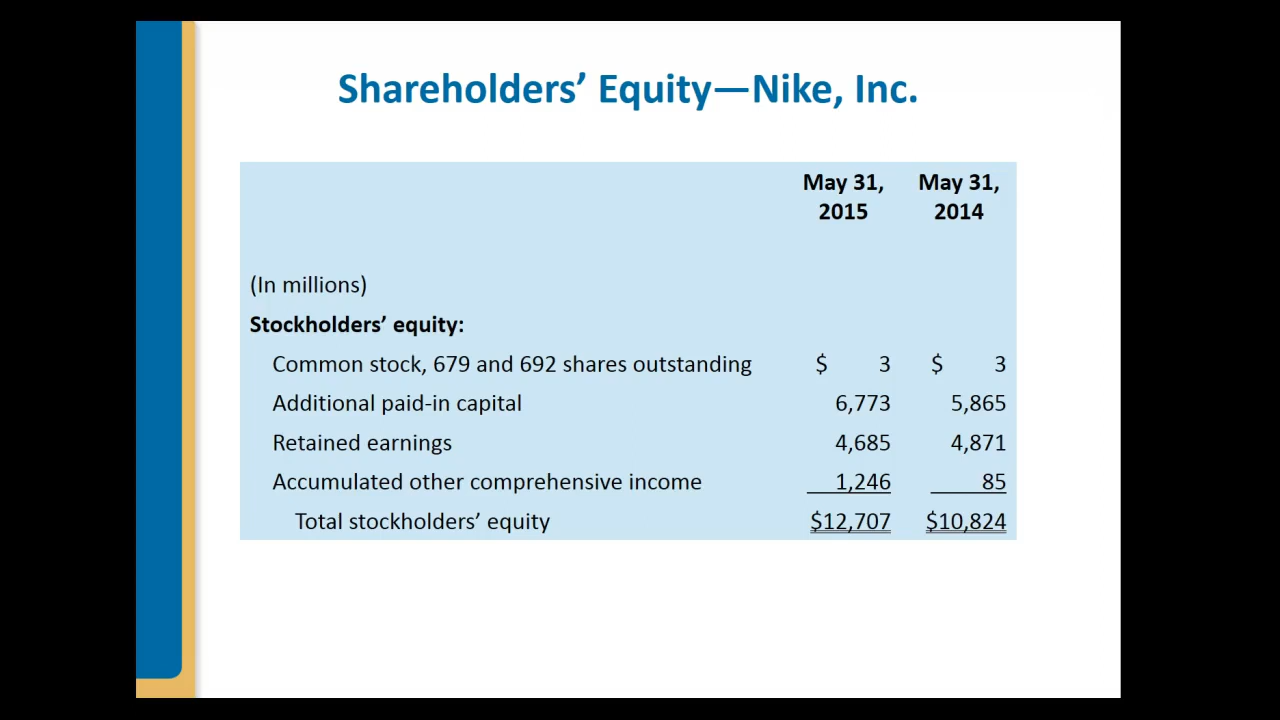 Shareholders’ Equity—Nike, Inc.
May 31, May 31,
2015 2014
(In millions)
Stockholders’ equity:
Common stock, 679 and 692 shares outstanding $ 3 $ 3
Additional paid-in capital 6,773 5,865
Retained earnings 4,685 4,871
Accumulated other comprehensive income 1,246 85
Total stockholders’ equity $12,707 $10,824